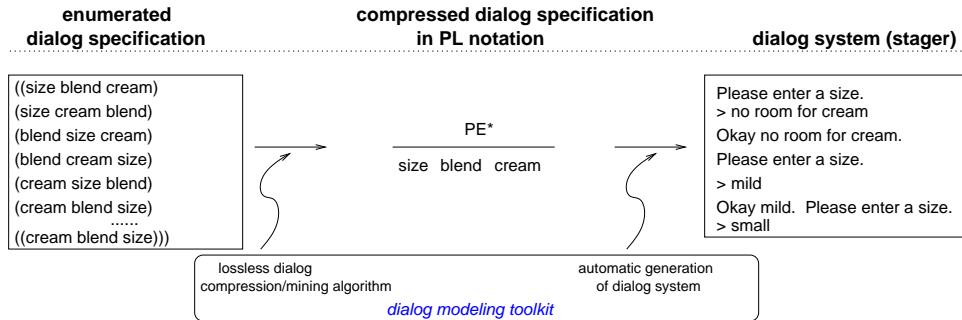 enumerated
dialog specification
compressed dialog specification
in PL notation
dialog system (stager)
((size blend cream)
(size cream blend)
(blend size cream)
(blend cream size)
(cream size blend)
(cream blend size)
......
((cream blend size)))
PE*
size blend cream
Please enter a size.
> no room for cream
Okay no room for cream.
Please enter a size.
> mild
Okay mild. Please enter a size.
> small
lossless dialog
compression/mining algorithm
automatic generation
of dialog system
dialog modeling toolkit